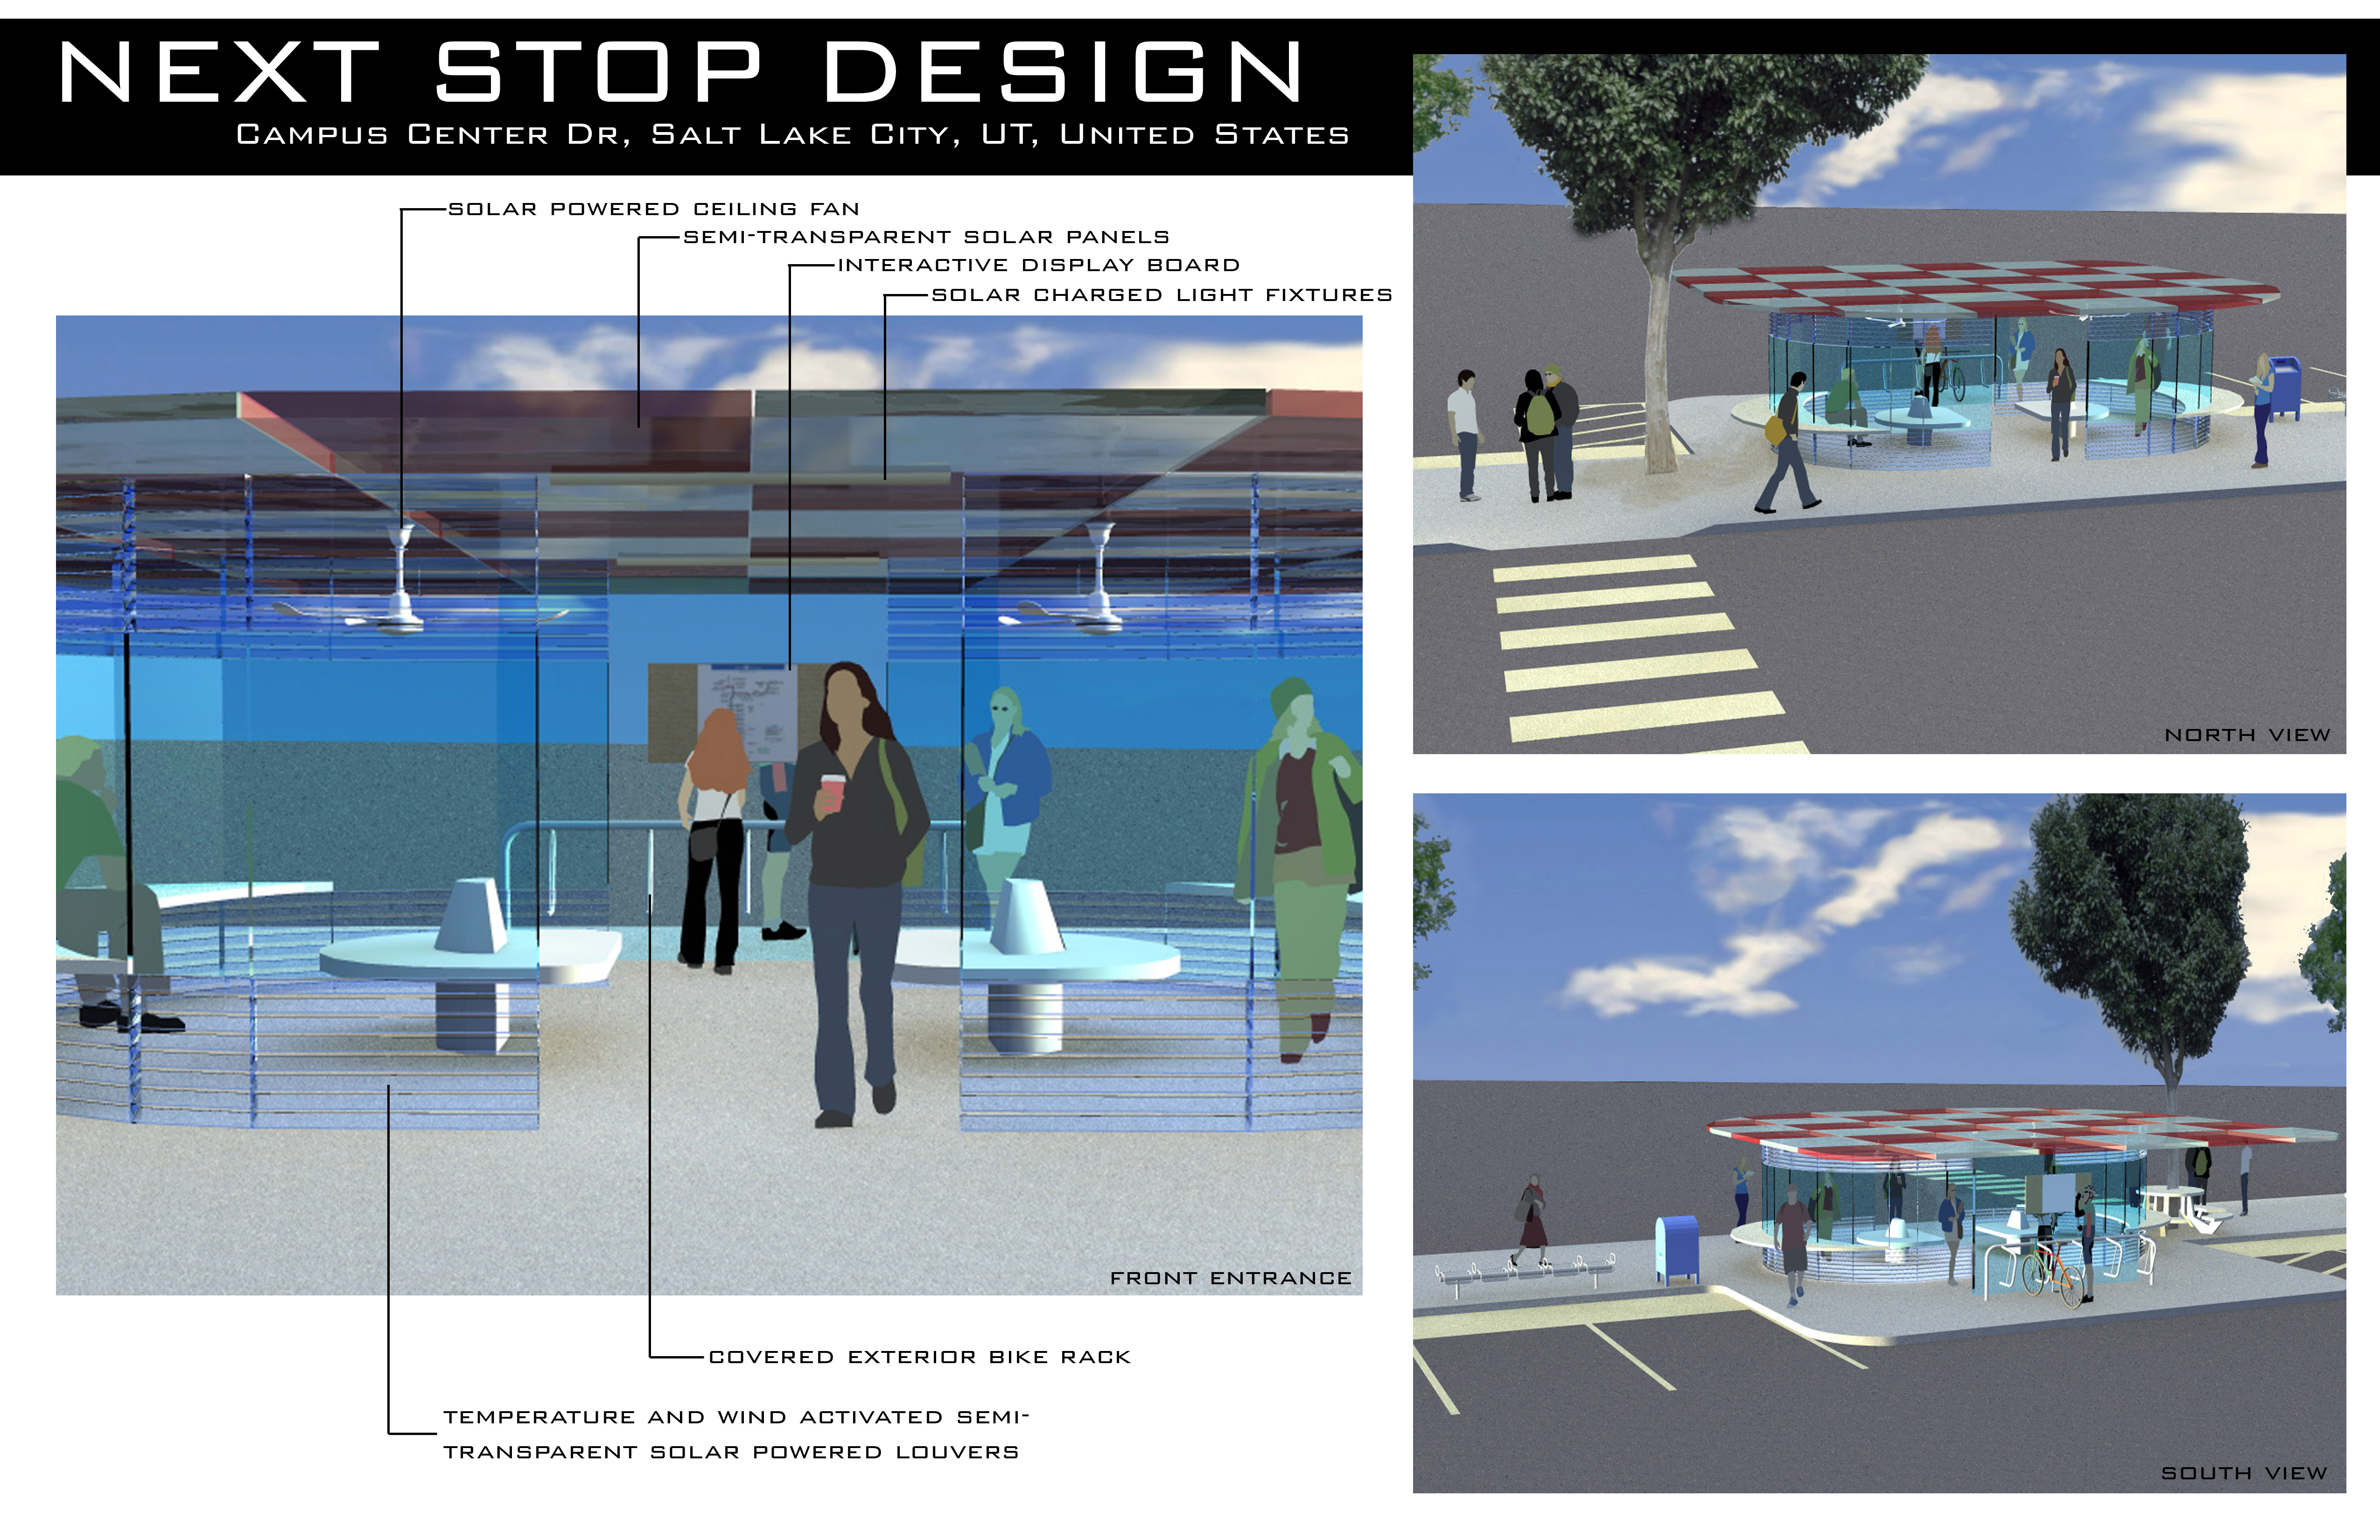 NEXT STOP DESIGN
CAMPUS CENTER DR, SALT LAKE CITY, UT, UNITED STATES
SOLAR POWERED CEILING FAN
SEMI-TRANSPARENT SOLAR PANELS
INTERACTIVE DISPLAY BOARD
SOLAR CHARGED LIGHT FIXTURES
FRONT ENTRANCE
COVERED EXTERIOR BIKE RACK
TEMPERATURE AND WIND ACTIVATED SEMI-
TRANSPARENT SOLAR POWERED LOUVERS
NORTH VIEW
SOUTH VIEW